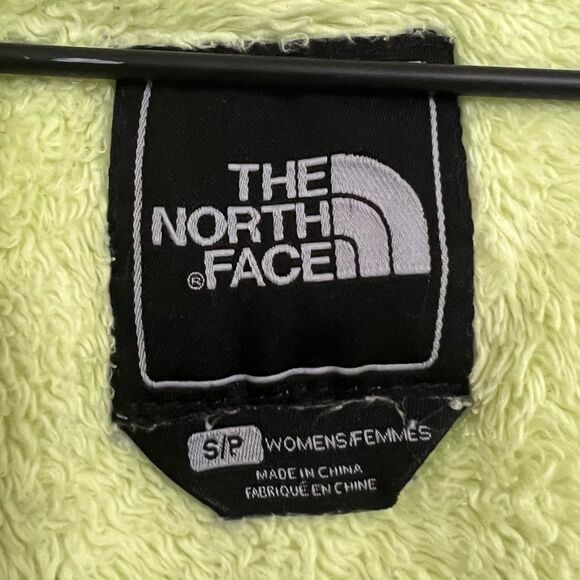 THE
NORTH
®FACE
S/P WOMENS/FEMMES
MADE IN CHINA
FABRIQUÉ EN CHINE